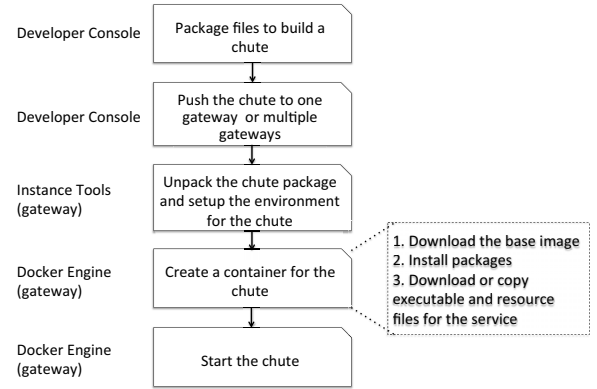 Developer Console
Package files to build a
chute
Developer Console
Push the chute to one
gateway or multiple
gateways
Instance Tools
(gateway)
Unpack the chute package
and setup the environment
for the chute
Docker Engine
(gateway)
Create a container for the
chute
1. Download the base image
2. Install packages
3. Download or copy
executable and resource
files for the service
Docker Engine
(gateway)
Start the chute